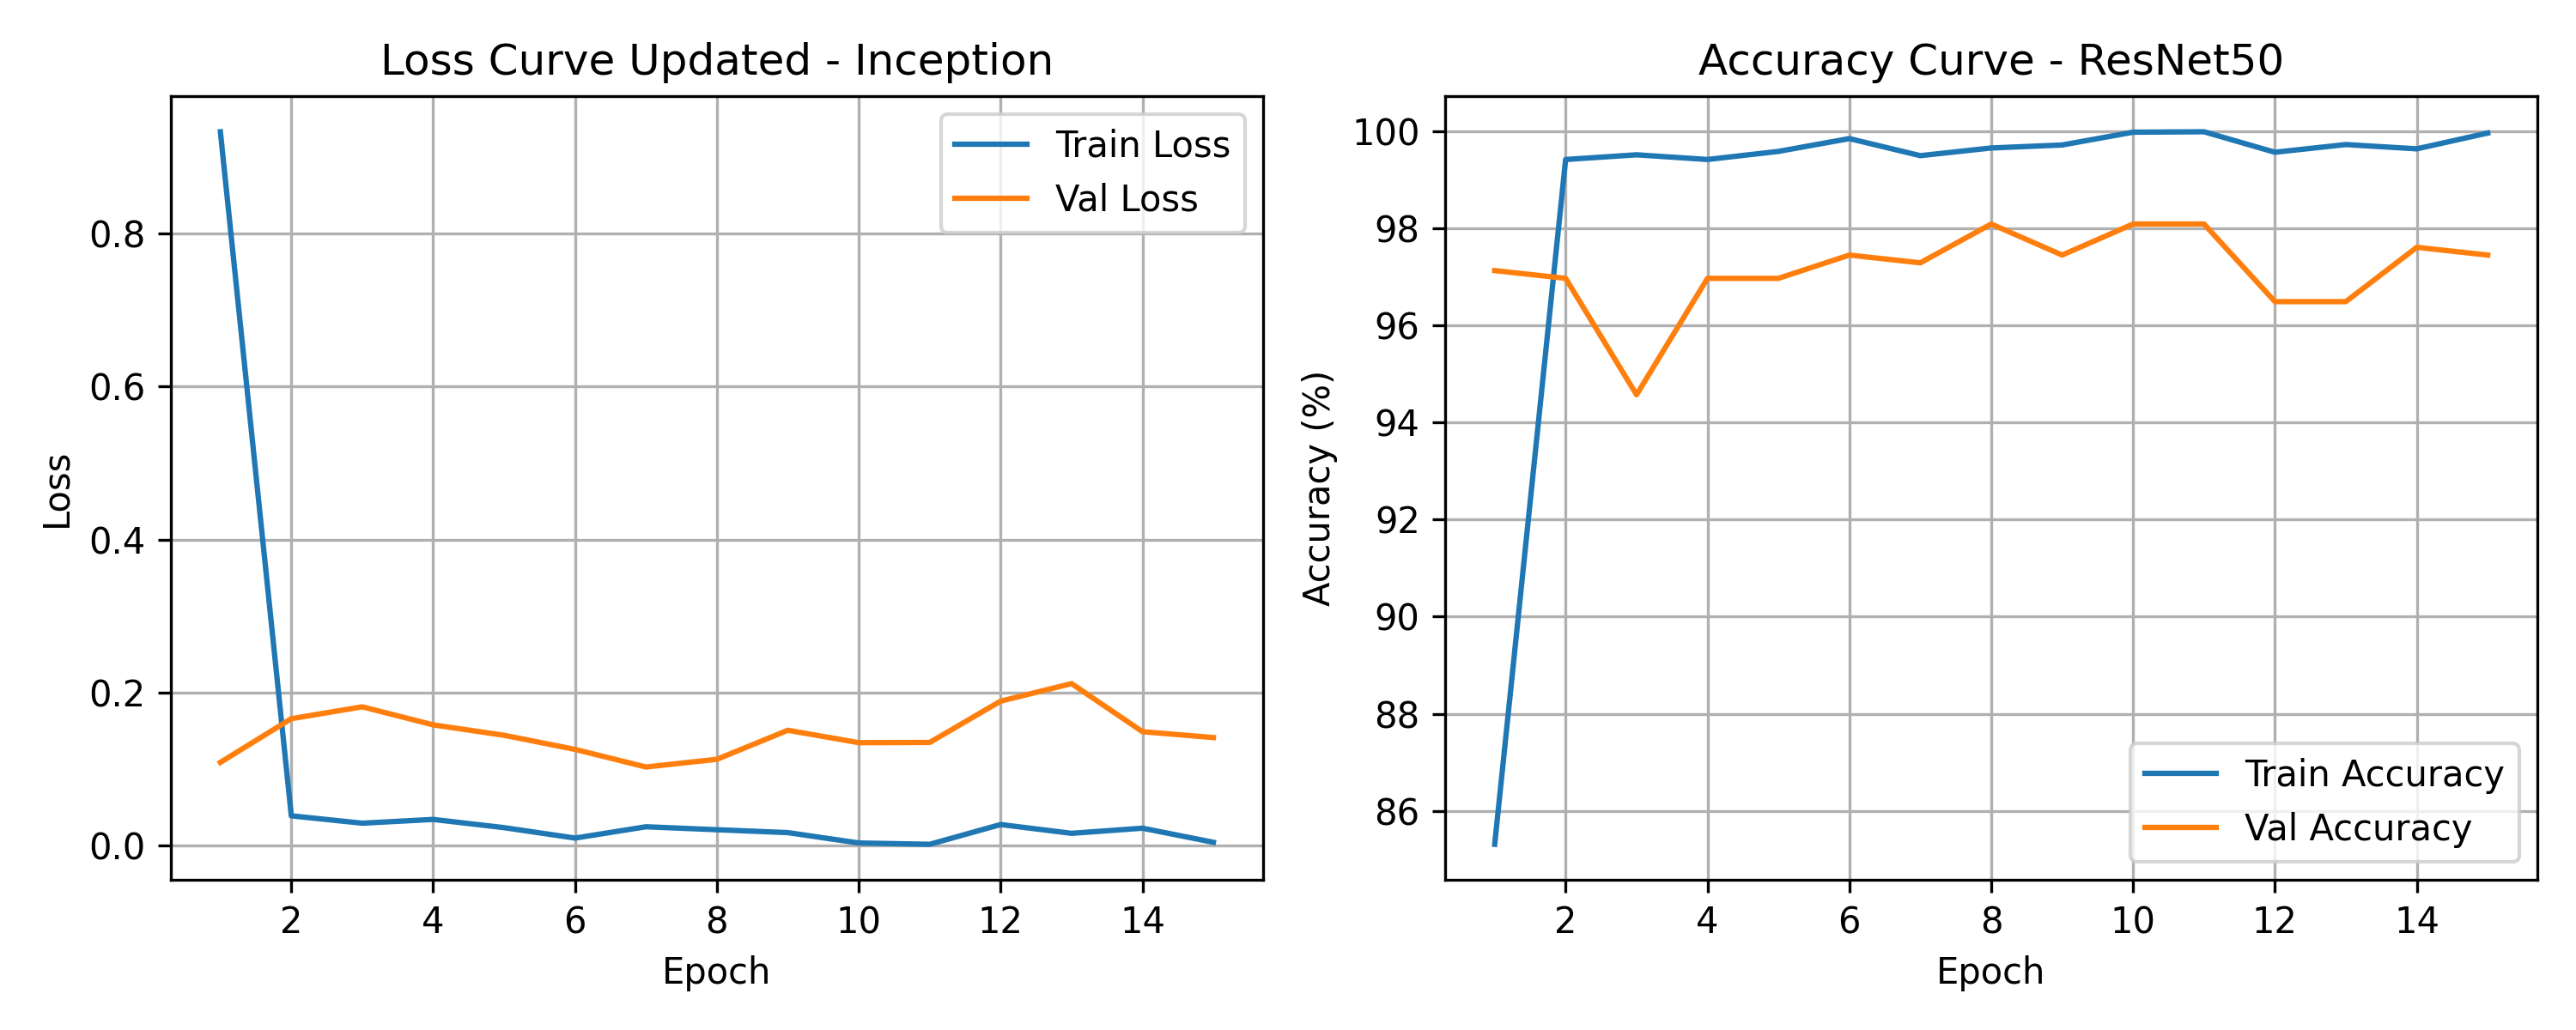 Loss Curve Updated - Inception
Train Loss
Val Loss
0.8
0.6
0.4
0.2
0.0
Loss
2 4 6 8 10 12 14
Epoch
Accuracy Curve - ResNet50
100
98
96
94
92
90
88
86
Accuracy (%)
Train Accuracy
Val Accuracy
2 4 6 8 10 12 14
Epoch